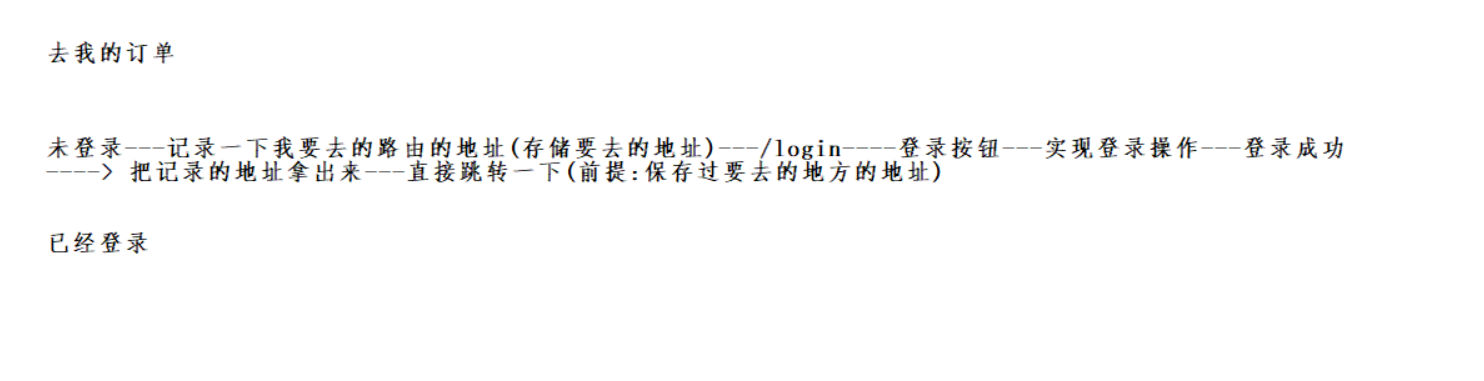 去我的订单
未登录---记录一下我要去的路由的地址(存储要去的地址)---/login----登录按钮---实现登录操作---登录成功
----> 把记录的地址拿出来---直接跳转一下(前提:保存过要去的地方的地址)
已经登录